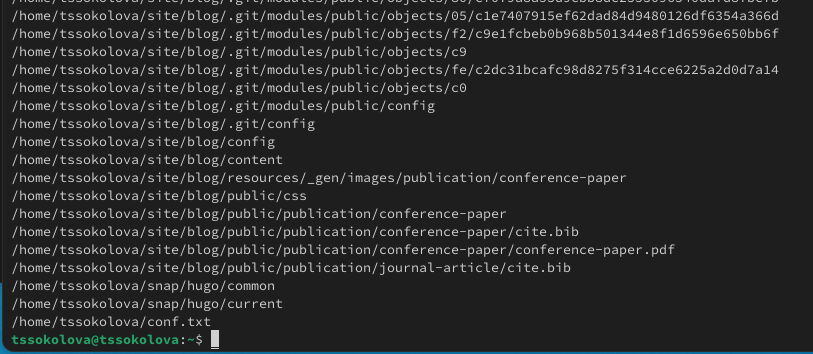 /home/tssokolova/site/blog/.git/modules/public/objects/05/c1e7407915ef62dad84d9480126df6354a366d
/home/tssokolova/site/blog/.git/modules/public/objects/f2/c9e1fcbeb0b968b501344e8f1d6596e650bb6f
/home/tssokolova/site/blog/.git/modules/public/objects/c9
/home/tssokolova/site/blog/.git/modules/public/objects/fe/c2dc31bcafc98d8275f314cce6225a2d0d7a14
/home/tssokolova/site/blog/.git/modules/public/objects/c0
/home/tssokolova/site/blog/.git/modules/public/config
/home/tssokolova/site/blog/.git/config
/home/tssokolova/site/blog/config
/home/tssokolova/site/blog/content
/home/tssokolova/site/blog/resources/_gen/images/publication/conference-paper
/home/tssokolova/site/blog/public/css
/home/tssokolova/site/blog/public/publication/conference-paper
/home/tssokolova/site/blog/public/publication/conference-paper/cite.bib
/home/tssokolova/site/blog/public/publication/conference-paper/conference-paper.pdf
/home/tssokolova/site/blog/public/publication/journal-article/cite.bib
/home/tssokolova/snap/hugo/common
/home/tssokolova/snap/hugo/current
/home/tssokolova/conf.txt
tssokolova@tssokolova:~$